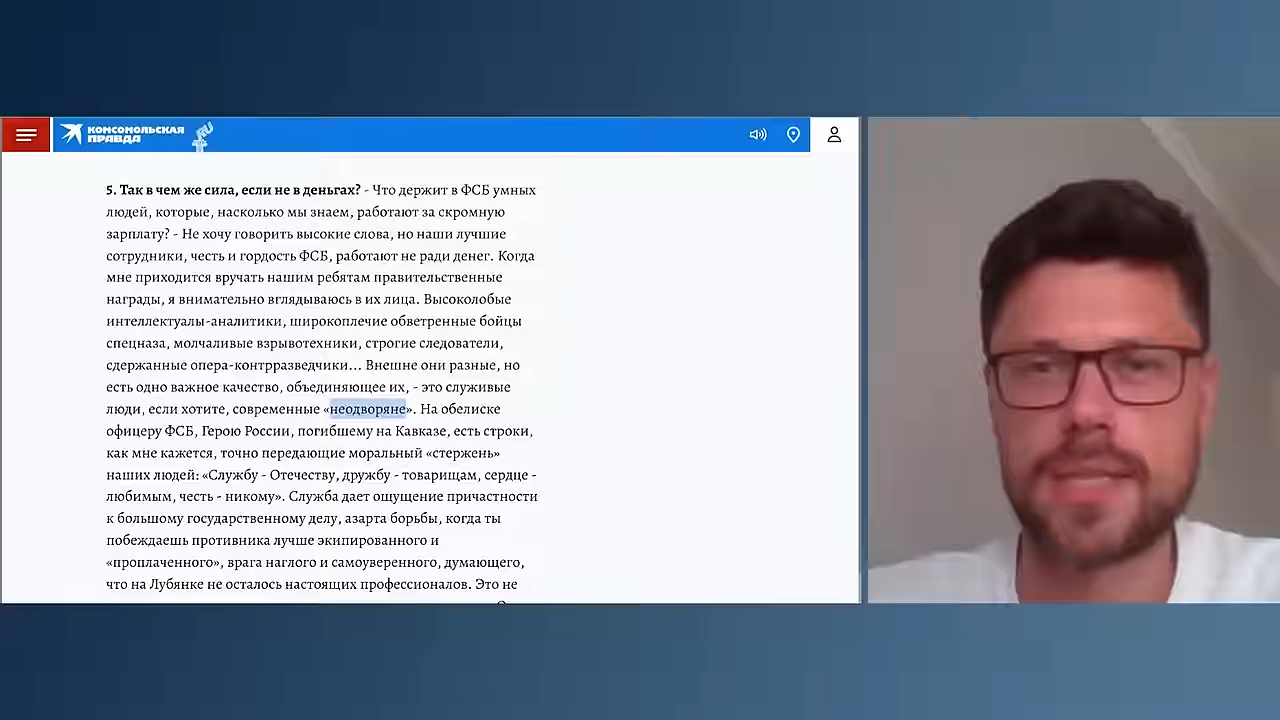 КОМСОМОЛЬСКАЯ
ПРАВДА
.RU
5. Так в чем же сила, если не в деньгах? - Что держит в ФСБ умных
людей, которые, насколько мы знаем, работают за скромную
зарплату? - Не хочу говорить высокие слова, но наши лучшие
сотрудники, честь и гордость ФСБ, работают не ради денег. Когда
мне приходится вручать нашим ребятам правительственные
награды, я внимательно вглядываюсь в их лица. Высоколобые
интеллектуалы-аналитики, широкоплечие обветренные бойцы
спецназа, молчаливые взрывотехники, строгие следователи,
сдержанные опера-контрразведчики... Внешне они разные, но
есть одно важное качество, объединяющее их, - это служивые
люди, если хотите, современные «неодворяне». На обелиске
офицеру ФСБ, Герою России, погибшему на Кавказе, есть строки,
как мне кажется, точно передающие моральный «стержень»
наших людей: «Службу - Отечеству, дружбу - товарищам, сердце -
любимым, честь - никому». Служба дает ощущение причастности
к большому государственному делу, азарта борьбы, когда ты
побеждаешь противника лучше экипированного и
«проплаченного», врага наглого и самоуверенного, думающего,
что на Лубянке не осталось настоящих профессионалов. Это не